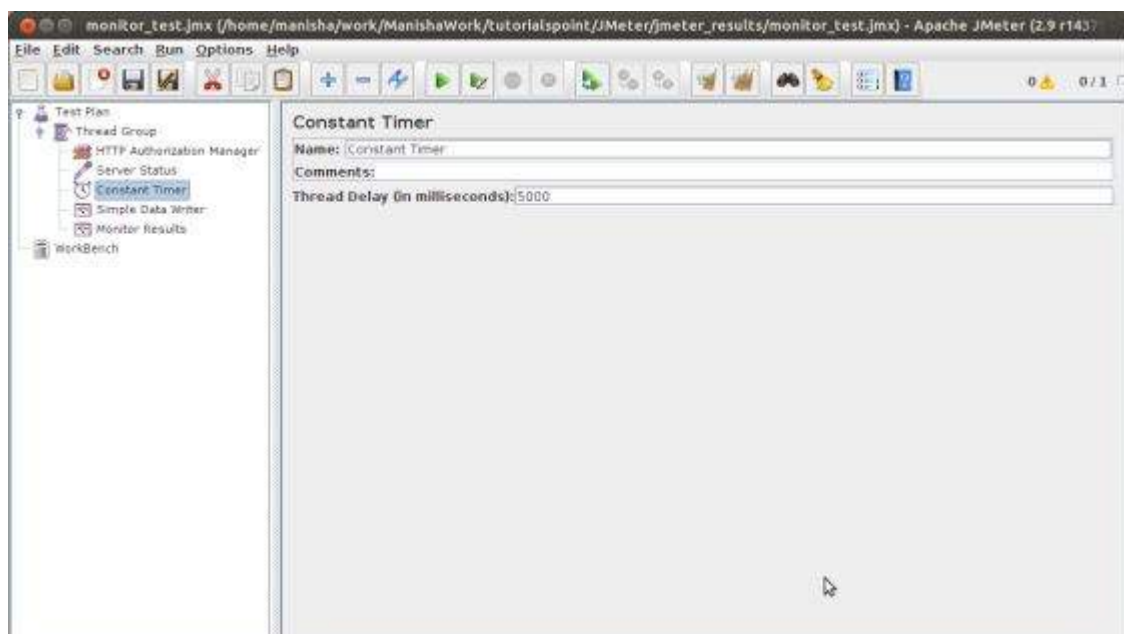 monitor_test.jmx (/home/manisha/work/ManishaWork/tutorialspoint/JMeter/jmeter_results/monitor_test.jmx) - Apache JMeter (2.9 r1437
File Edit Search Run Options Help
0 0/1
Test Plan
Thread Group
HTTP Authorization Manager
Server Status
Constant Timer
Simple Data Writer
Monitor Results
WorkBench
Constant Timer
Name: Constant Timer
Comments:
Thread Delay (in milliseconds): 5000